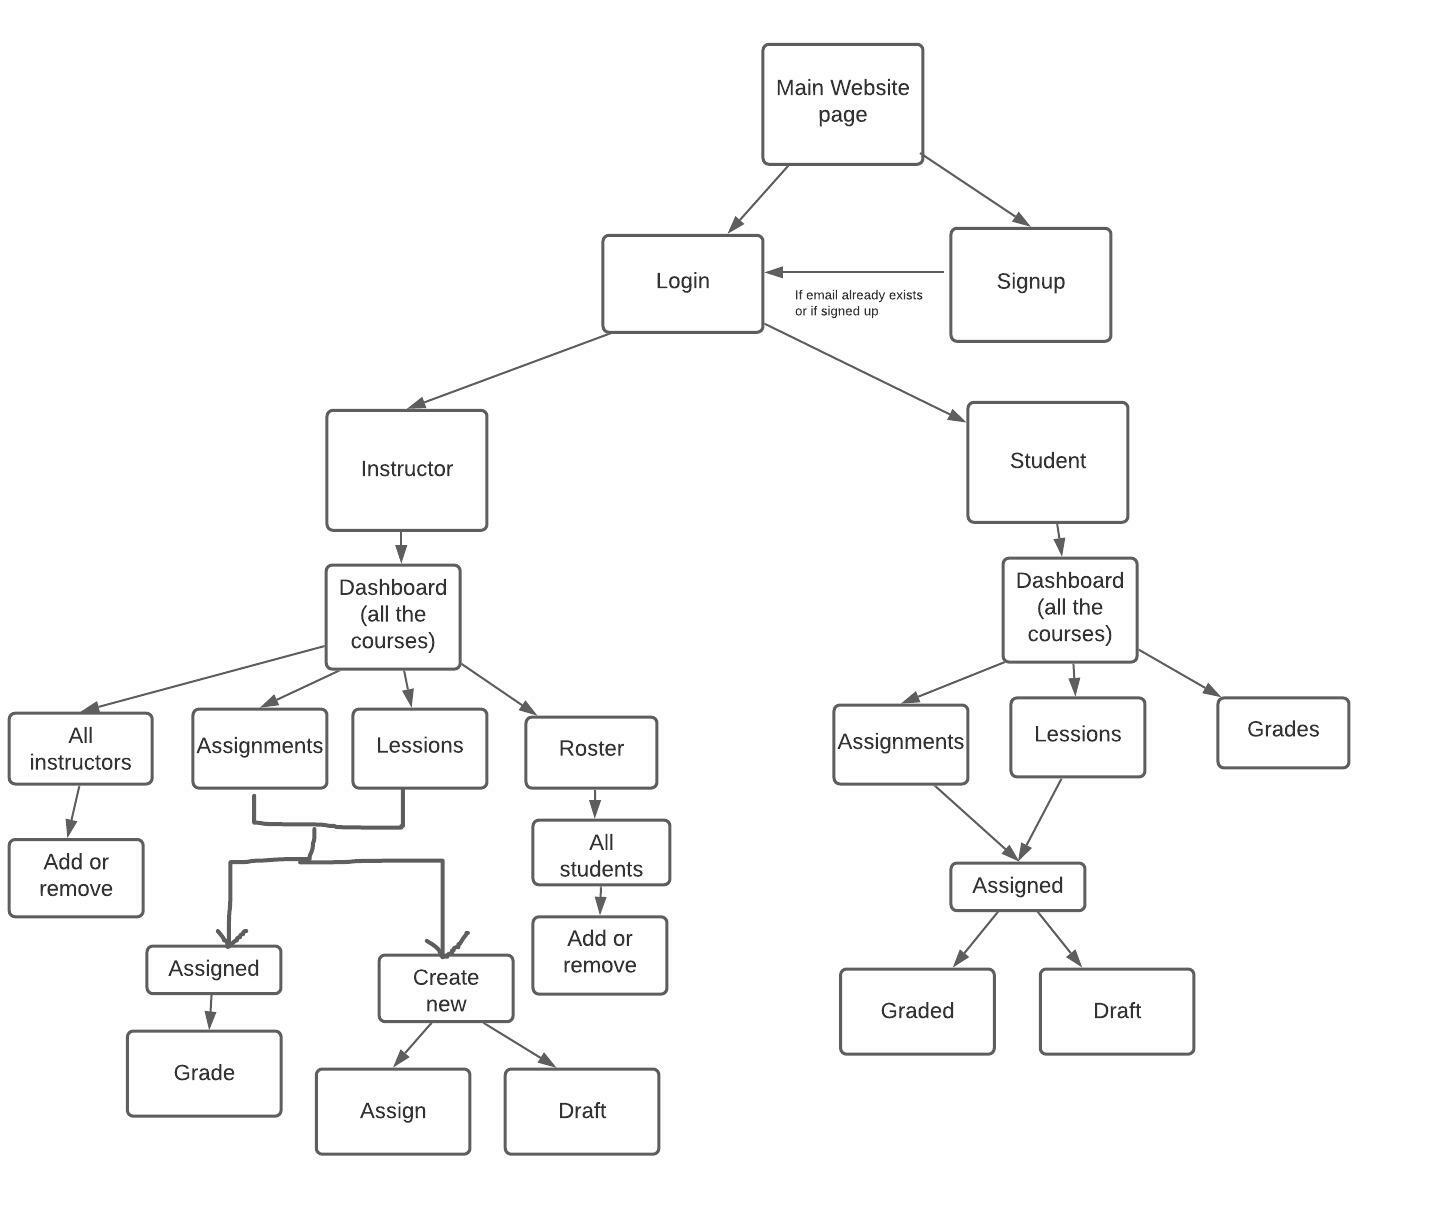 Main Website
page
Login
Signup
If email already exists
or if signed up
Instructor
Student
Dashboard
(all the
courses)
Dashboard
(all the
courses)
All
instructors
Assignments
Lessions
Roster
Assignments
Lessions
Grades
Add or
remove
All
students
Assigned
Add or
remove
Assigned
Create
new
Graded
Draft
Grade
Assign
Draft